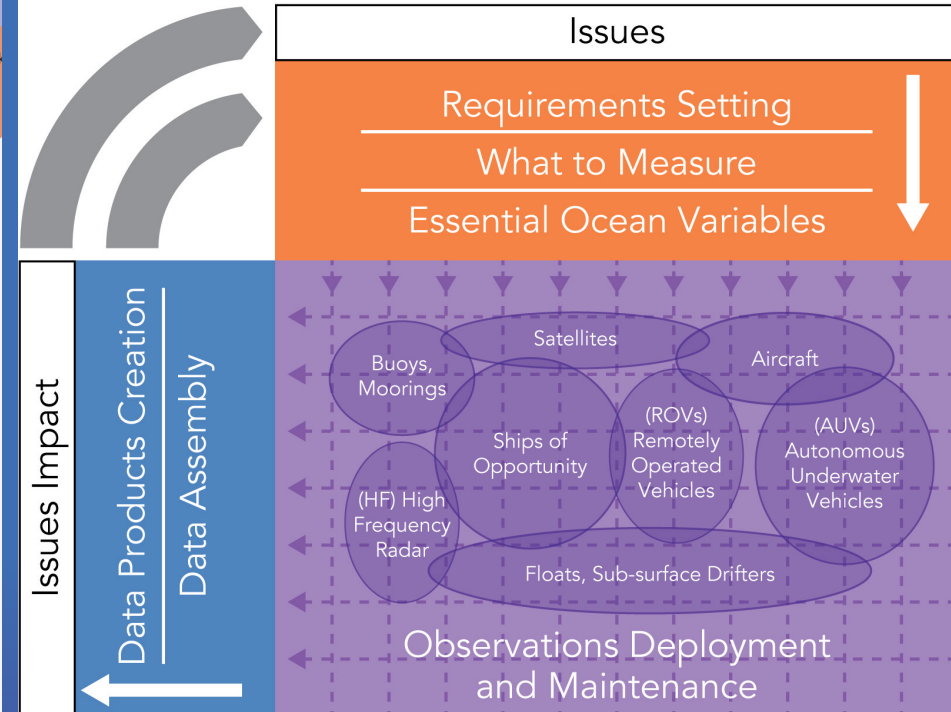 Issues
Requirements Setting
What to Measure
Essential Ocean Variables
Issues Impact
Data Products Creation
Data Assembly
Satellites
Buoys,
Moorings
Aircraft
Ships of
Opportunity
(ROVs)
Remotely
Operated
Vehicles
(AUVs)
Autonomous
Underwater
Vehicles
(HF) High
Frequency
Radar
Floats, Sub-surface Drifters
Observations Deployment
and Maintenance